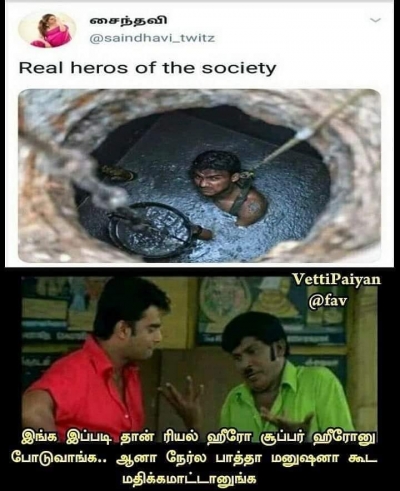 சைந்தவி
@saindhavi_twitz
Real heros of the society
VettiPaiyan
@fav
இங்க இப்படி தான் ரியல் ஹீரோ சூப்பர் ஹீரோனு
போடுவாங்க.. ஆனா நேர்ல பாத்தா மனுஷனா கூட
மதிக்கமாட்டானுங்க